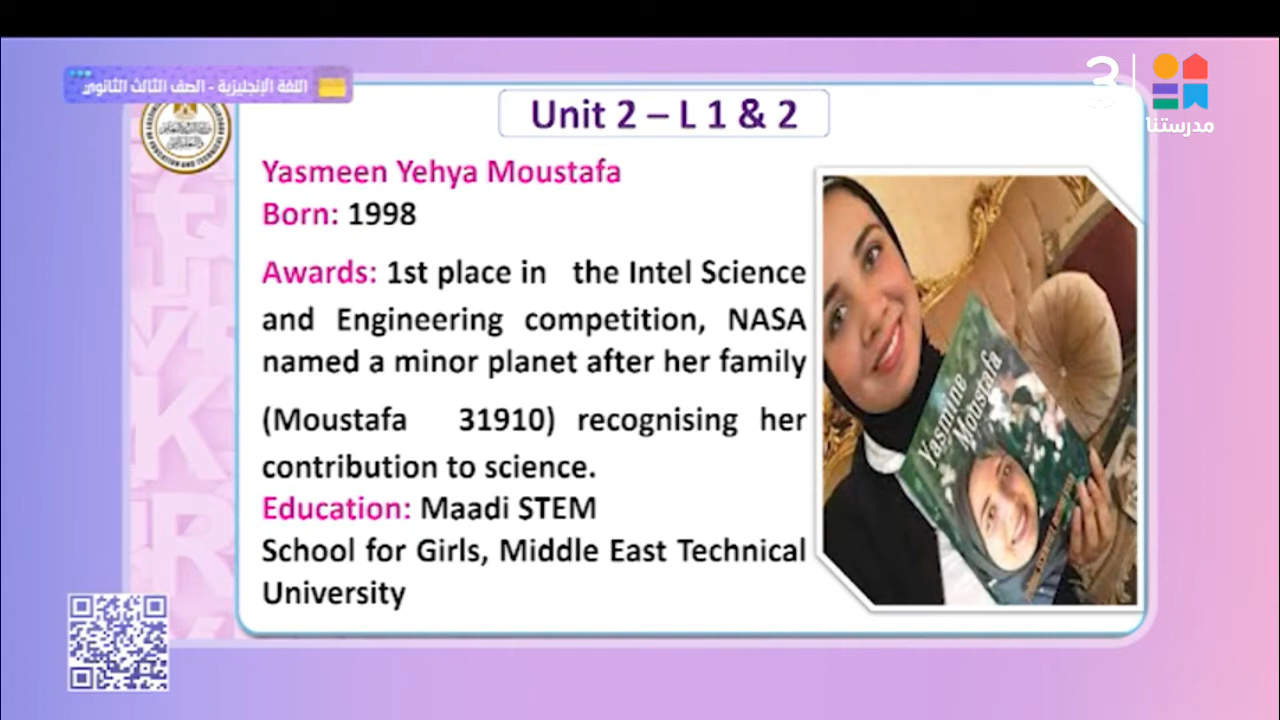 اللغة الإنجليزية - الصف الثالث الثانوي
3
مدرستنا
Unit 2 – L 1 & 2
Yasmeen Yehya Moustafa
Born: 1998
Awards: 1st place in the Intel Science
and Engineering competition, NASA
named a minor planet after her family
(Moustafa 31910) recognising her
contribution to science.
Education: Maadi STEM
School for Girls, Middle East Technical
University
Yasmine
Moustafa